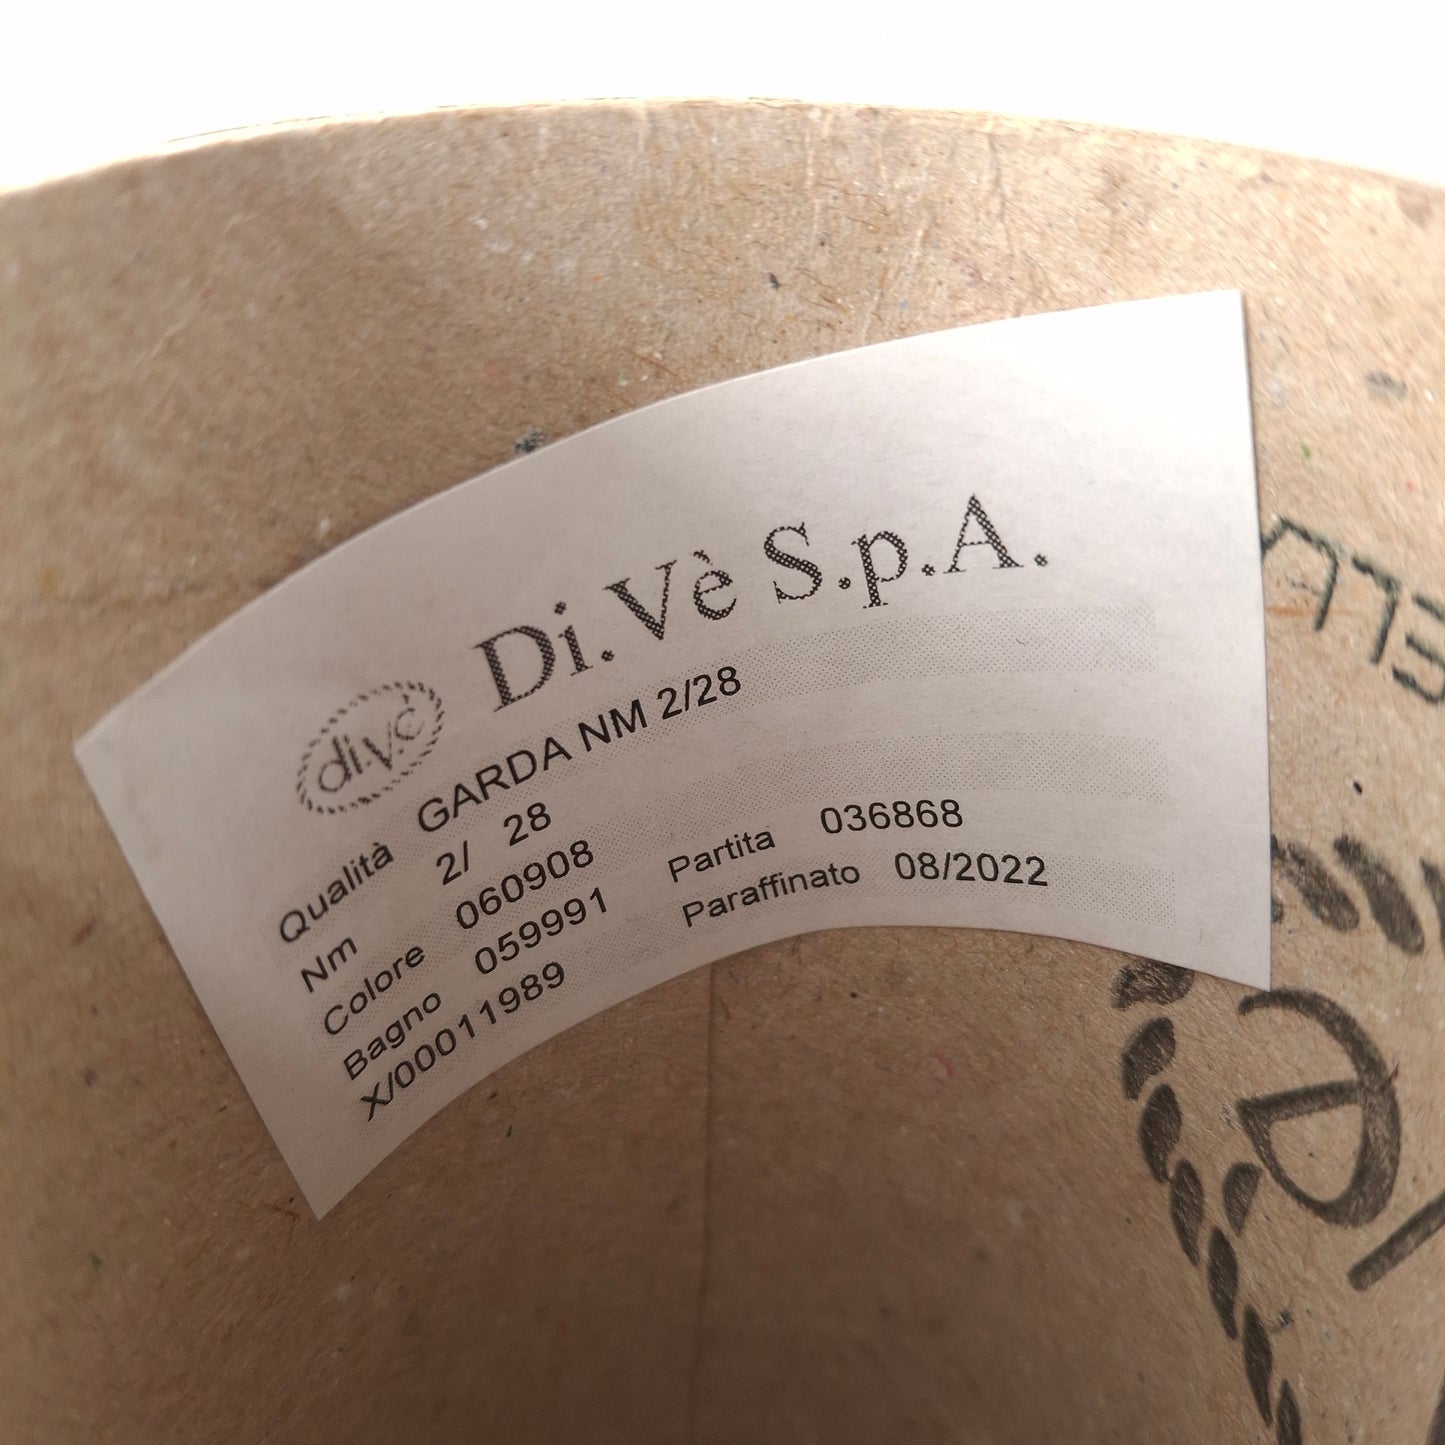 Di.Vè S.p.A.
di.V.è
Qualità GARDA NM 2/28
Nm 2/ 28
Colore 060908 Partita 036868
Bagno 059991 Paraffinato 08/2022
X/00011989